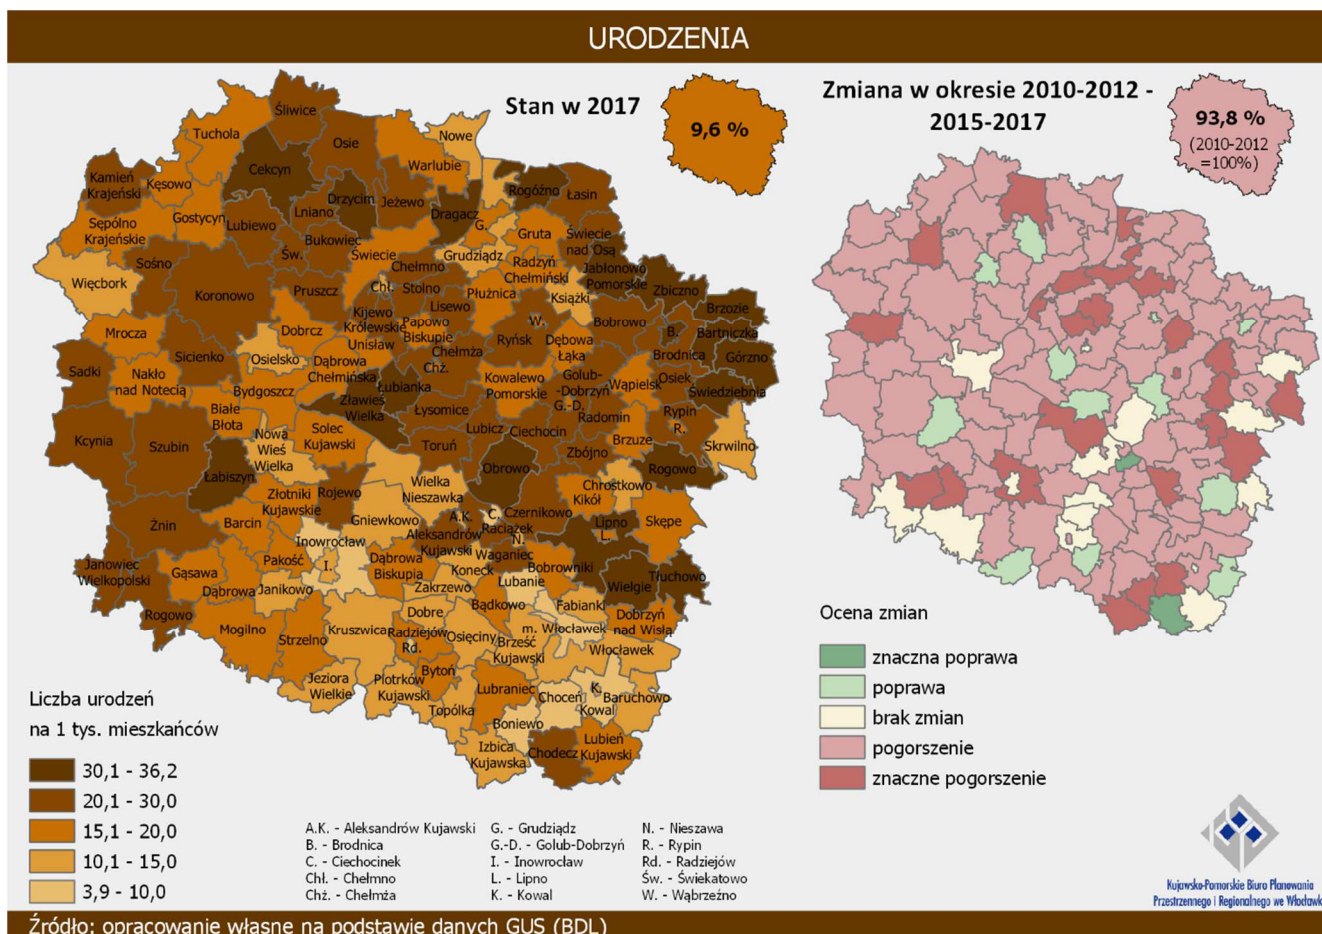 URODZENIA
Stan w 2017
9,6 %
Zmiana w okresie 2010-2012 -
2015-2017
93,8 %
(2010-2012
=100%)
Śliwice
Tuchola
Osie
Nowe
Warlubie
Cekcyn
Kamień
Krajeński
Kęsowo
Drzycim
Jeżewo
Rogóźno
Łasin
Lniano
Dragacz
Gostycyn
Lubiewo
G.
Sępólno
Krajeńskie
Bukowiec
Gruta
Świecie
nad Osą
Św.
Świecie
Grudziądz
Sośno
Chełmno
Radzyń
Chełmiński
Jabłonowo
Pomorskie
Więcbork
Koronowo
Pruszcz
Chł.
Stolno
Płużnica
Książki
Zbiczno
Brzozie
Kijewo
Królewskie
Lisewo
Mrocza
Dobrcz
Unisław
Papowo
Biskupie
W.
Bobrowo
B.
Bartniczka
Sicienko
Osielsko
Dąbrowa
Chełmińska
Chełmża
Chż.
Ryńsk
Dębowa
Łąka
Brodnica
Górzno
Sadki
Nakło
nad Notecią
Bydgoszcz
Łubianka
Kowalewo
Pomorskie
Golub-
-Dobrzyń
G.-D.
Wąpielsk
Osiek
Świedziebnia
Białe
Błota
Zławieś
Wielka
Łysomice
Radomin
Rypin
R.
Kcynia
Szubin
Nowa
Wieś
Wielka
Solec
Kujawski
Toruń
Lubicz
Ciechocin
Zbójno
Brzuze
Skrwilno
Łabiszyn
Wielka
Nieszawka
Obrowo
Rogowo
Złotniki
Kujawskie
Rojewo
Chrostkowo
Kikół
Żnin
Barcin
Gniewkowo
A.K.
C.
Czernikowo
Raciążek
Lipno
L.
Skępe
Inowrocław
Aleksandrów
Kujawski
N.
Janowiec
Wielkopolski
Gąsawa
Pakość
I.
Dąbrowa
Biskupia
Waganiec
Koneck
Bobrowniki
Wielgie
Tłuchowo
Dąbrowa
Janikowo
Zakrzewo
Lubanie
Rogowo
Dobre
Bądkowo
Fabianki
Mogilno
Strzelno
Kruszwica
Radziejów
Rd.
Osięciny
m. Włocławek
Dobrzyń
nad Wisłą
Brześć
Kujawski
Włocławek
Jeziora
Wielkie
Piotrków
Kujawski
Bytoń
Lubraniec
Choceń
K.
Kowal
Baruchowo
Topólka
Boniewo
Izbica
Kujawska
Chodecz
Lubień
Kujawski
Liczba urodzeń
na 1 tys. mieszkańców
30,1 - 36,2
20,1 - 30,0
15,1 - 20,0
10,1 - 15,0
3,9 - 10,0
A.K. - Aleksandrów Kujawski
B. - Brodnica
C. - Ciechocinek
Chł. - Chełmno
Chż. - Chełmża
G. - Grudziądz
G.-D. - Golub-Dobrzyń
I. - Inowrocław
L. - Lipno
K. - Kowal
N. - Nieszawa
R. - Rypin
Rd. - Radziejów
Św. - Świekatowo
W. - Wąbrzeźno
Ocena zmian
znaczna poprawa
poprawa
brak zmian
pogorszenie
znaczne pogorszenie
Kujawsko-Pomorskie Biuro Planowania
Przestrzennego i Regionalnego we Włocławk
Źródło: opracowanie własne na podstawie danych GUS (BDL)